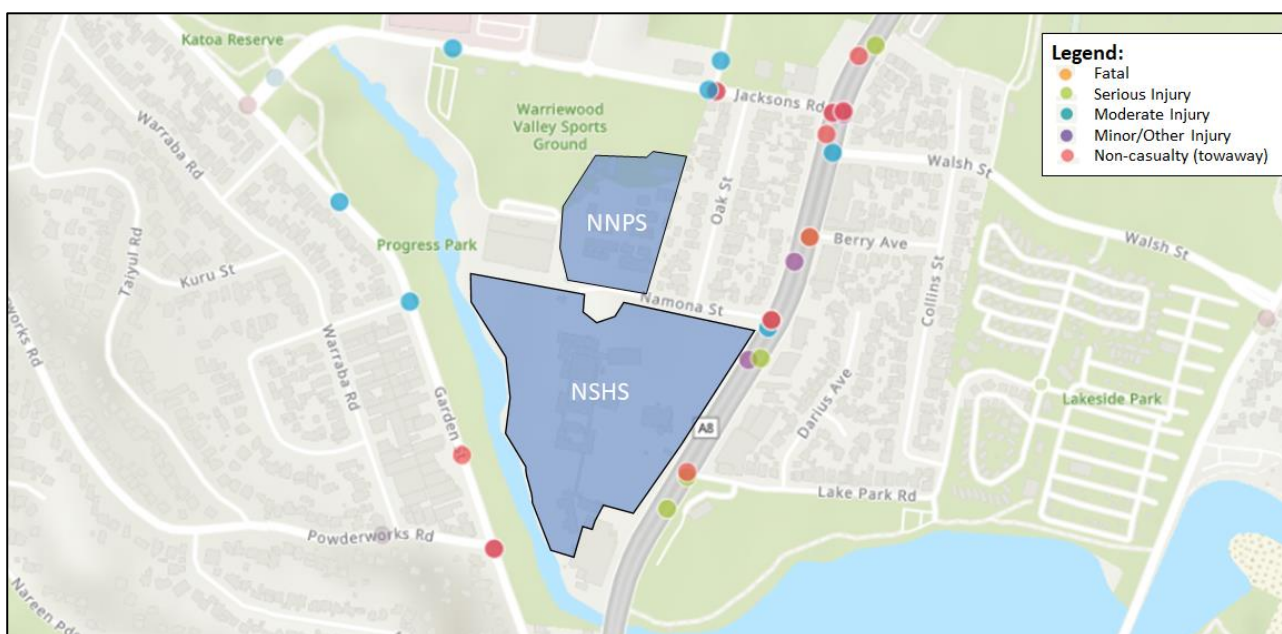 Katoa Reserve
Warraba Rd
Warriewood
Valley Sports
Ground
Jacksons Rd
Legend:
Fatal
Serious Injury
Moderate Injury
Minor/Other Injury
Non-casualty (towaway)
Walsh St
Oak St
NNPS
Progress Park
Taiyul Rd
Kuru St
Berry Ave
Walsh St
Collins St
Namona St
Warraba Rd
Garden
NSHS
A8
Darius Ave
Lakeside Park
Lake Park Rd
Powderworks Rd